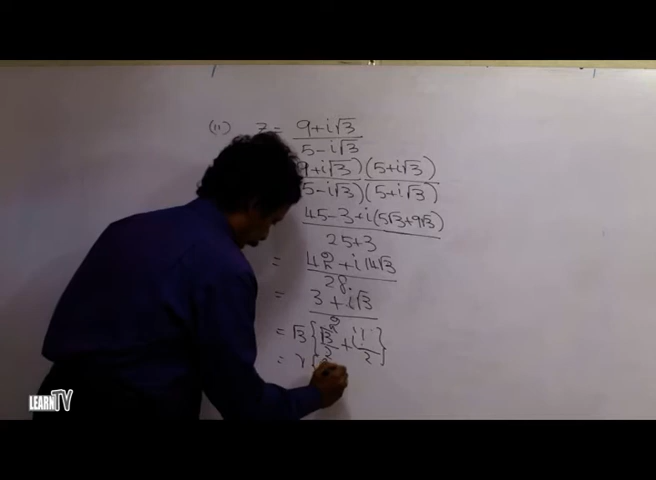 (ii) z = (9+i√3)/(5-i√3)
9+i√3)(5+i√3)/5-i√3)(5+i√3)
45-3+i(5√3+9√3)/25+3
= (42+i14√3)/28
= (3+i√3)/2
= √3{√3/2+i1/2}
= r{
LEARN TV